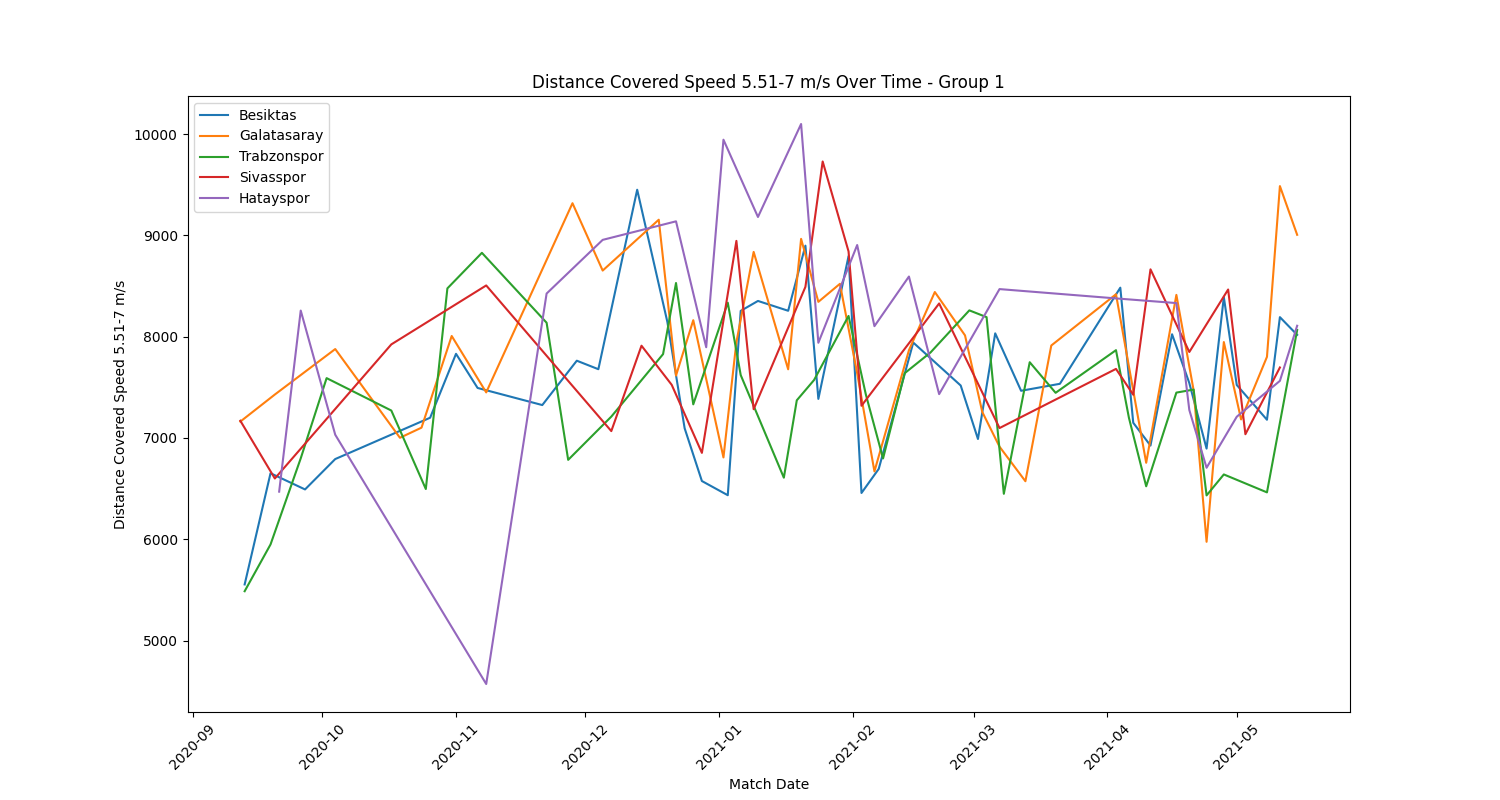 Distance Covered Speed 5.51-7 m/s Over Time - Group 1
Besiktas
Galatasaray
Trabzonspor
Sivasspor
Hatayspor
10000
9000
8000
7000
6000
5000
Distance Covered Speed 5.51-7 m/s
2020-09
2020-10
2020-11
2020-12
2021-01
2021-02
2021-03
2021-04
2021-05
Match Date